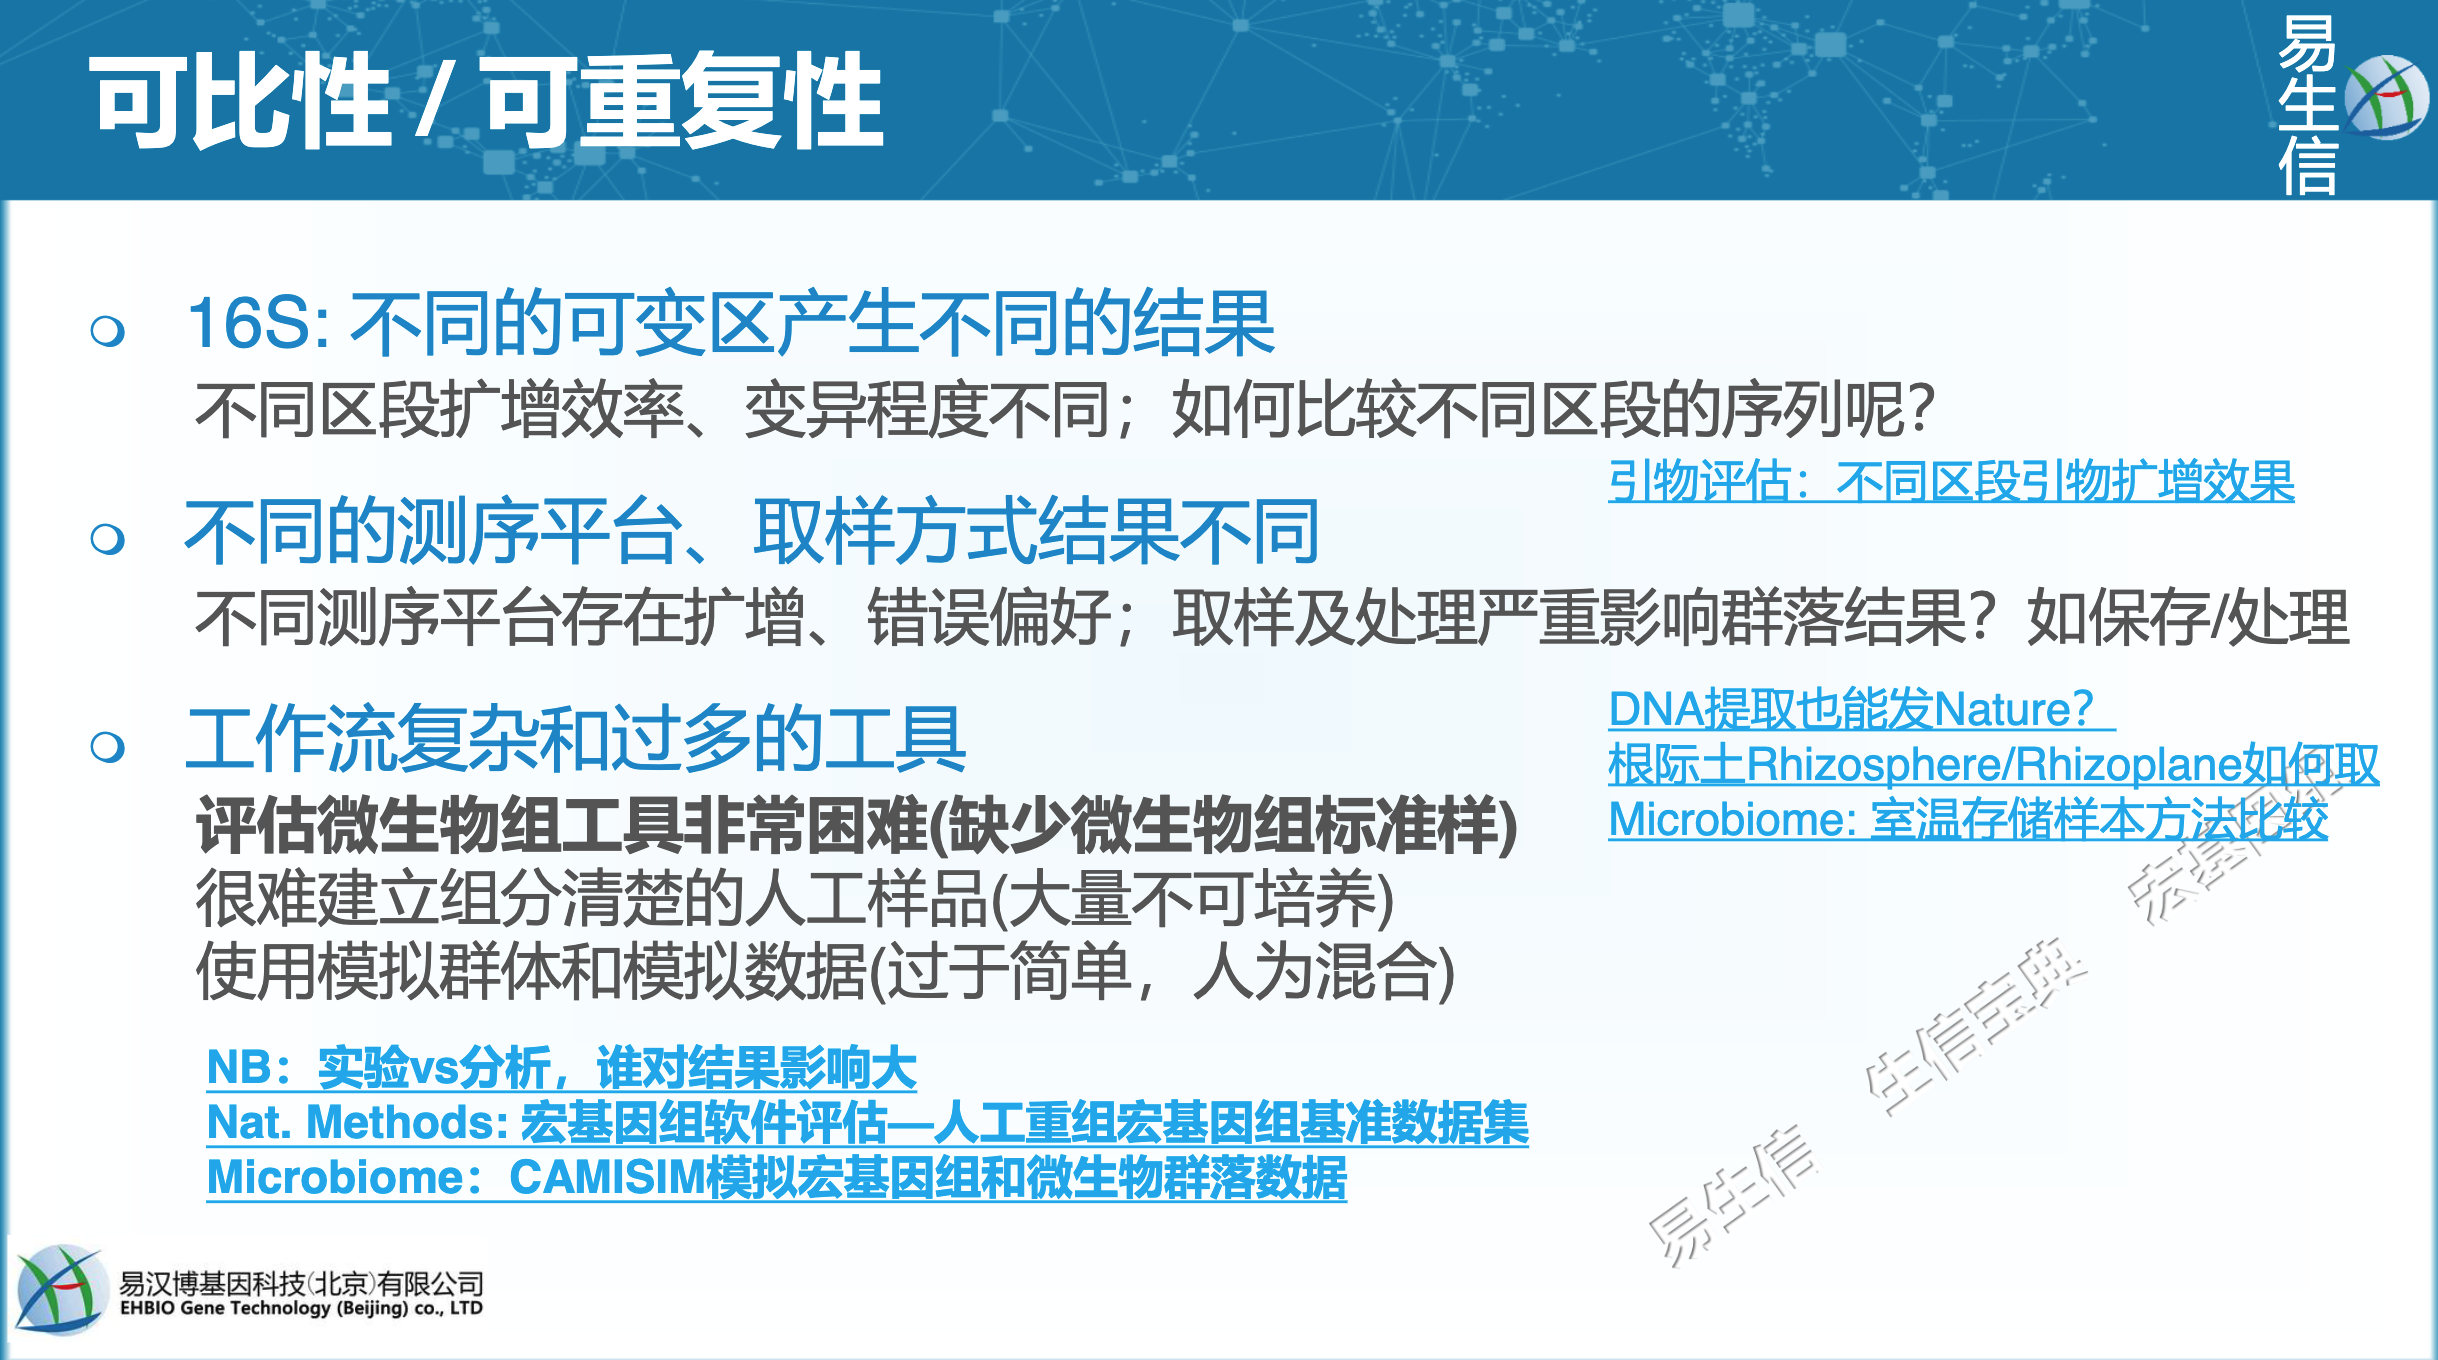 可比性 / 可重复性
易生信
16S: 不同的可变区产生不同的结果
不同区段扩增效率、变异程度不同；如何比较不同区段的序列呢？
引物评估：不同区段引物扩增效果
不同的测序平台、取样方式结果不同
不同测序平台存在扩增、错误偏好；取样及处理严重影响群落结果？如保存/处理
DNA提取也能发Nature？
根际土Rhizosphere/Rhizoplane如何取
Microbiome: 室温存储样本方法比较
工作流复杂和过多的工具
评估微生物组工具非常困难(缺少微生物组标准样)
很难建立组分清楚的人工样品(大量不可培养)
使用模拟群体和模拟数据(过于简单，人为混合)
NB：实验vs分析，谁对结果影响大
Nat. Methods: 宏基因组软件评估—人工重组宏基因组基准数据集
Microbiome：CAMISIM模拟宏基因组和微生物群落数据
易生信 生信宝典 宏基因组
易汉博基因科技(北京)有限公司
EHBIO Gene Technology (Beijing) co., LTD